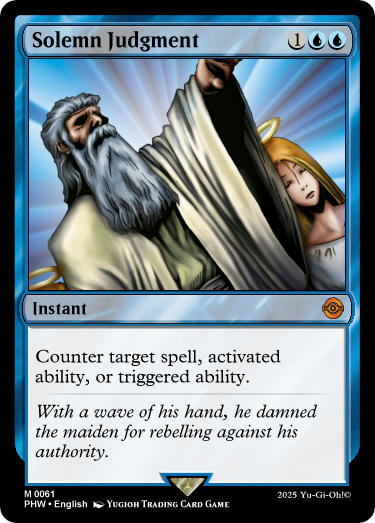 Solemn Judgment 1
Instant
Counter target spell, activated
ability, or triggered ability.
With a wave of his hand, he damned
the maiden for rebelling against his
authority.
M 0061
PHW • English Yugioh Trading Card Game
2025 Yu-Gi-Oh!©